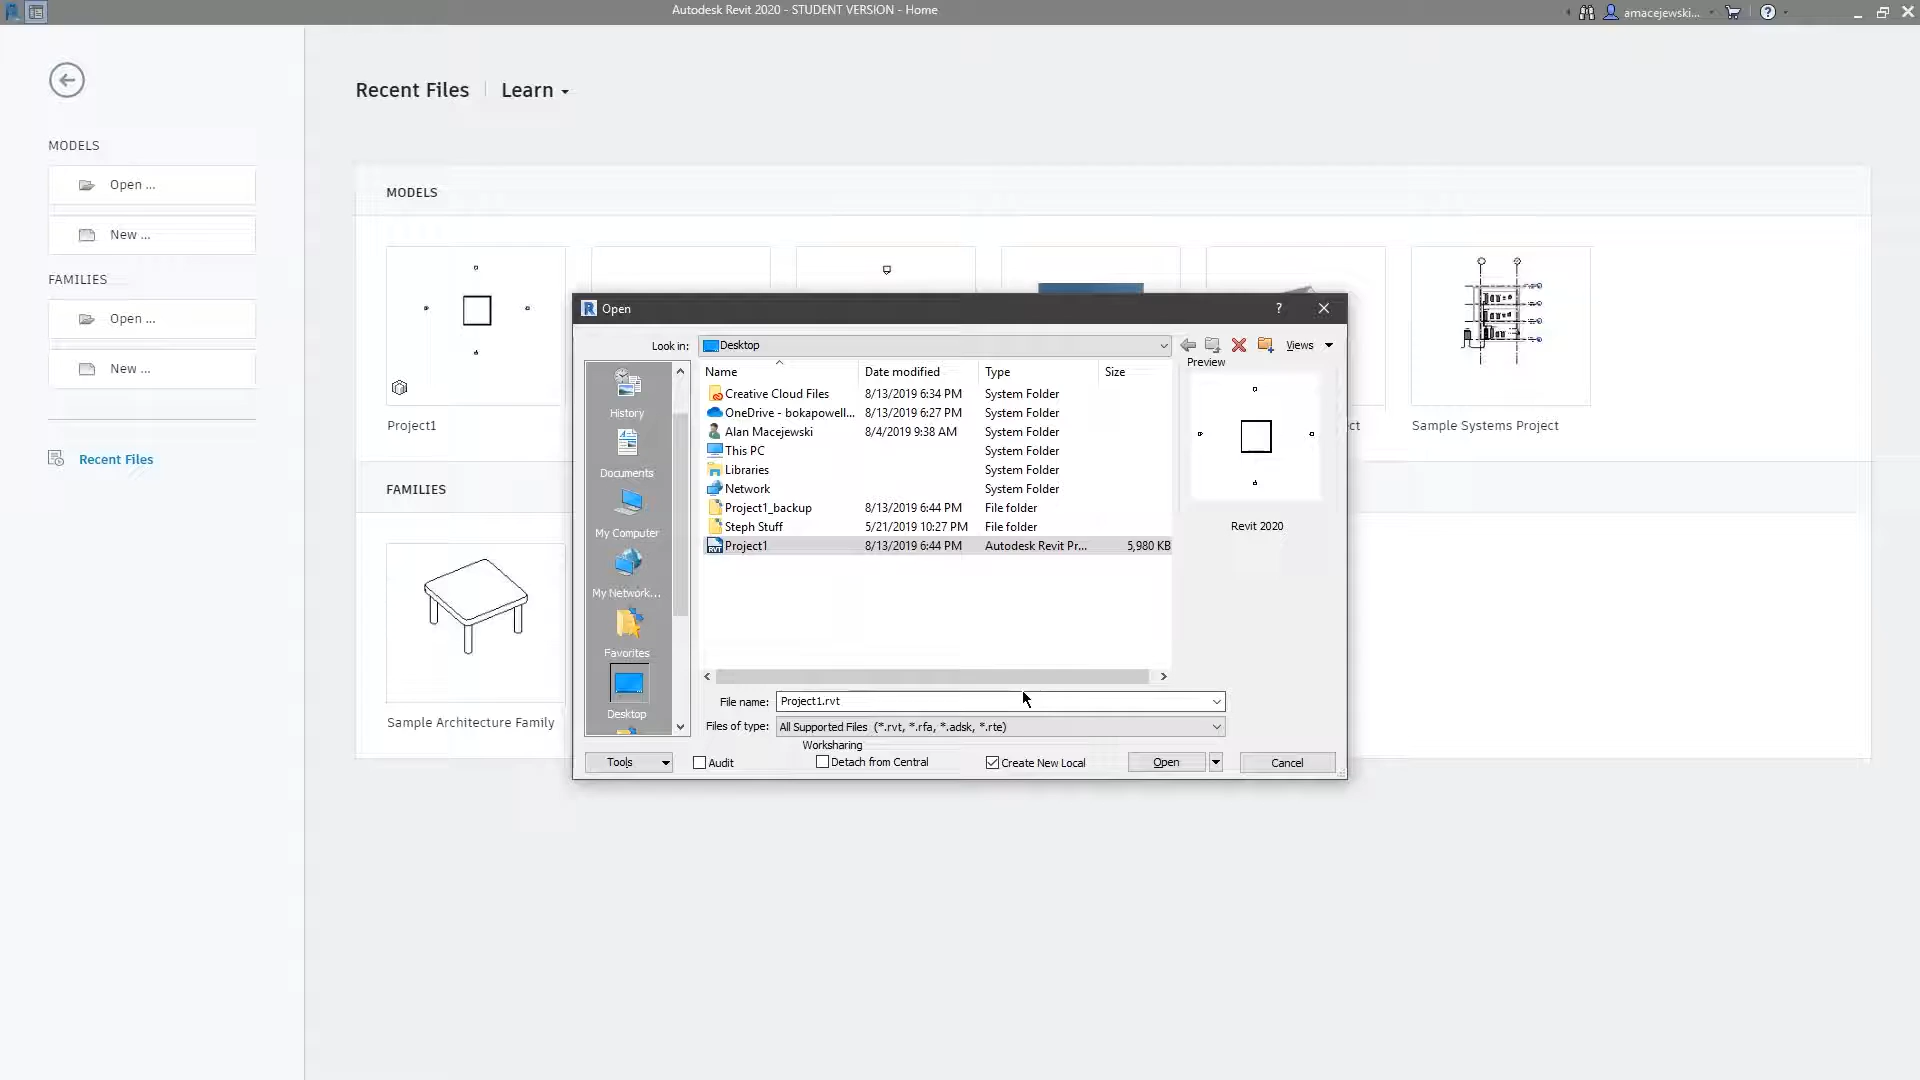 Autodesk Revit 2020 - STUDENT VERSION - Home
amacejewski...
?
Recent Files
Learn
MODELS
Open ...
New ...
FAMILIES
Open ...
New ...
Recent Files
MODELS
Project1
ct
Sample Systems Project
FAMILIES
Sample Architecture Family
R Open
?
Look in:
Desktop
Views
History
Documents
My Computer
My Network...
Favorites
Desktop
Name Date modified Type Size
Creative Cloud Files 8/13/2019 6:34 PM System Folder
OneDrive - bokapowell... 8/13/2019 6:27 PM System Folder
Alan Macejewski 8/4/2019 9:38 AM System Folder
This PC System Folder
Libraries System Folder
Network System Folder
Project1_backup 8/13/2019 6:44 PM File folder
Steph Stuff 5/21/2019 10:27 PM File folder
Project1 8/13/2019 6:44 PM Autodesk Revit Pr... 5,980 KB
Preview
Revit 2020
File name: Project1.rvt
Files of type: All Supported Files (*.rvt, *.rfa, *.adsk, *.rte)
Worksharing
Tools
Audit
Detach from Central
Create New Local
Open
Cancel